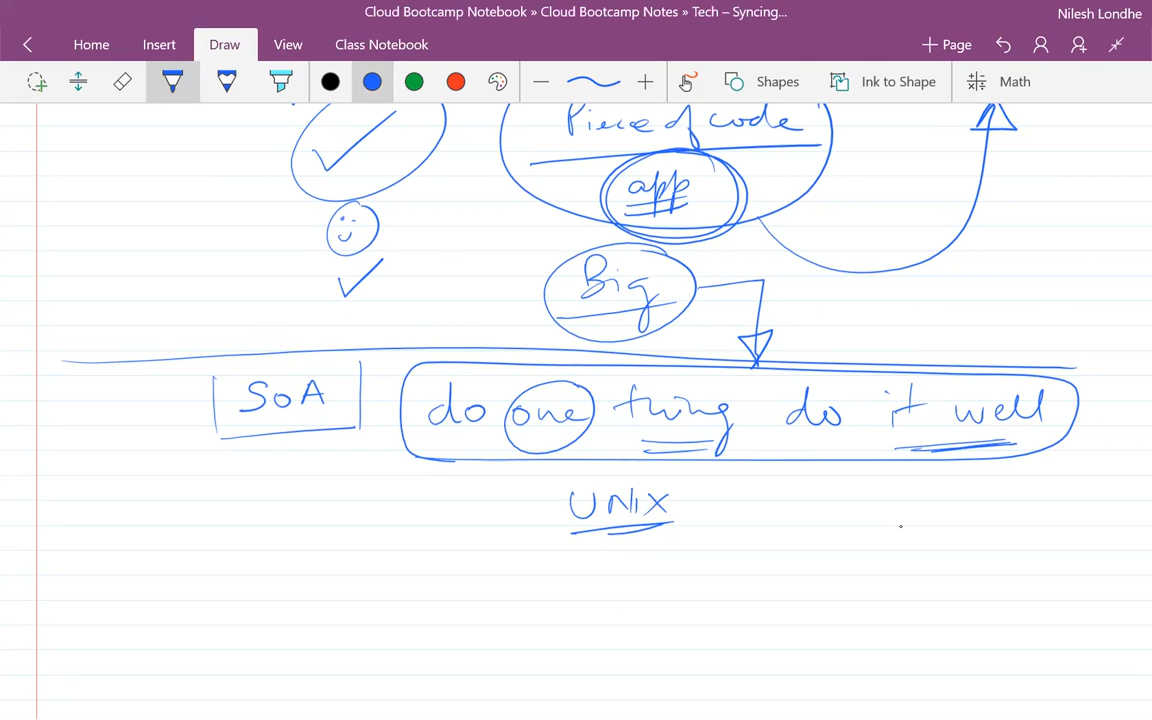 Cloud Bootcamp Notebook » Cloud Bootcamp Notes » Tech – Syncing...
Nilesh Londhe
Home Insert Draw View Class Notebook
Page
Shapes Ink to Shape Math
Piece of code
app
Big
SOA do one thing do it well
UNIX